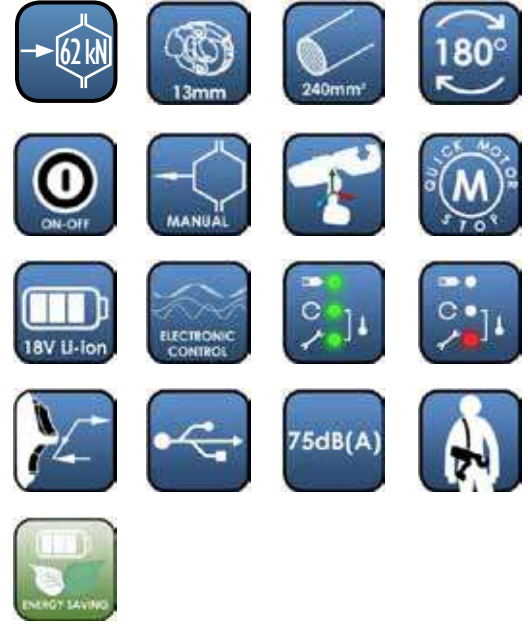 62 kN
13mm
240mm²
180°
ON-OFF
MANUAL
QUICK MOTOR
STOP
M
18V Li-Ion
ELECTRONIC
CONTROL
75dB(A)
ENERGY SAVING